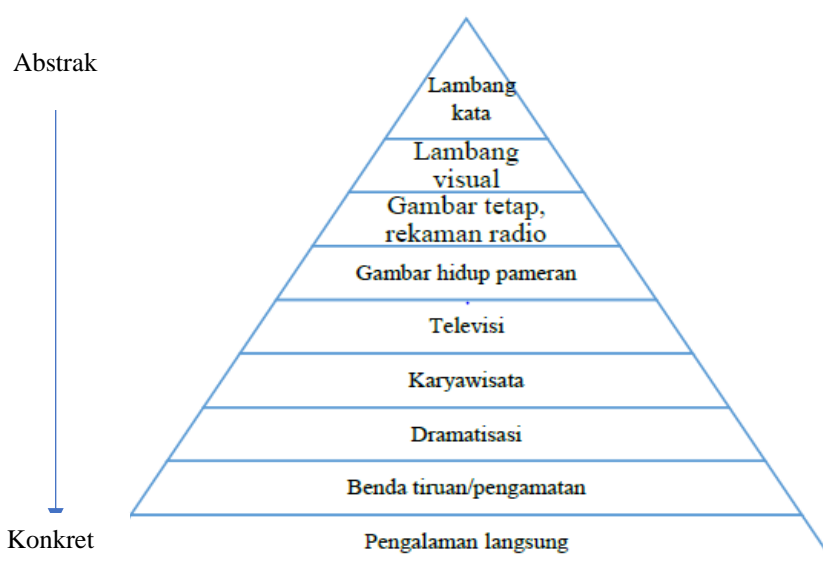 Abstrak
Lambang
kata
Lambang
visual
Gambar tetap,
rekaman radio
Gambar hidup pameran
Televisi
Karyawisata
Dramatisasi
Benda tiruan/pengamatan
Konkret
Pengalaman langsung